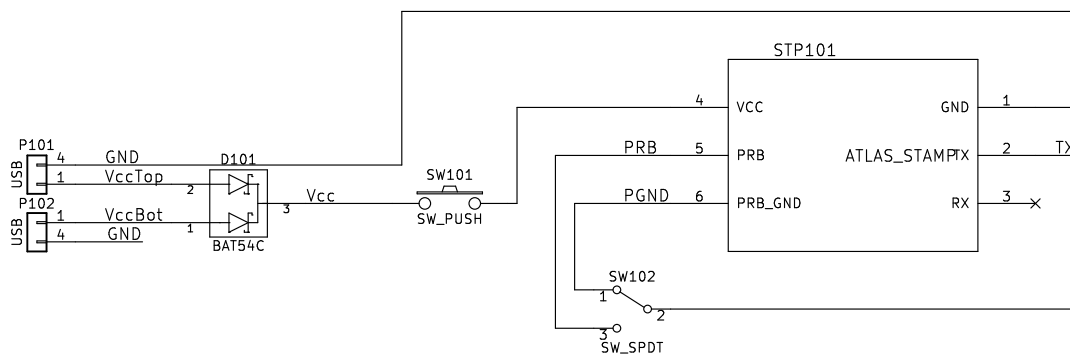 STP101
4 VCC GND 1
P101
4 GND
D101
PRB 5 PRB ATLAS_STAMP TX 2 TX
USB
1 VccTop 2
SW101
P102
Vcc
PGND 6 PRB_GND RX 3
3
USB
1 VccBot 1
SW_PUSH
4 GND
BAT54C
SW102
1
2
3
SW_SPDT